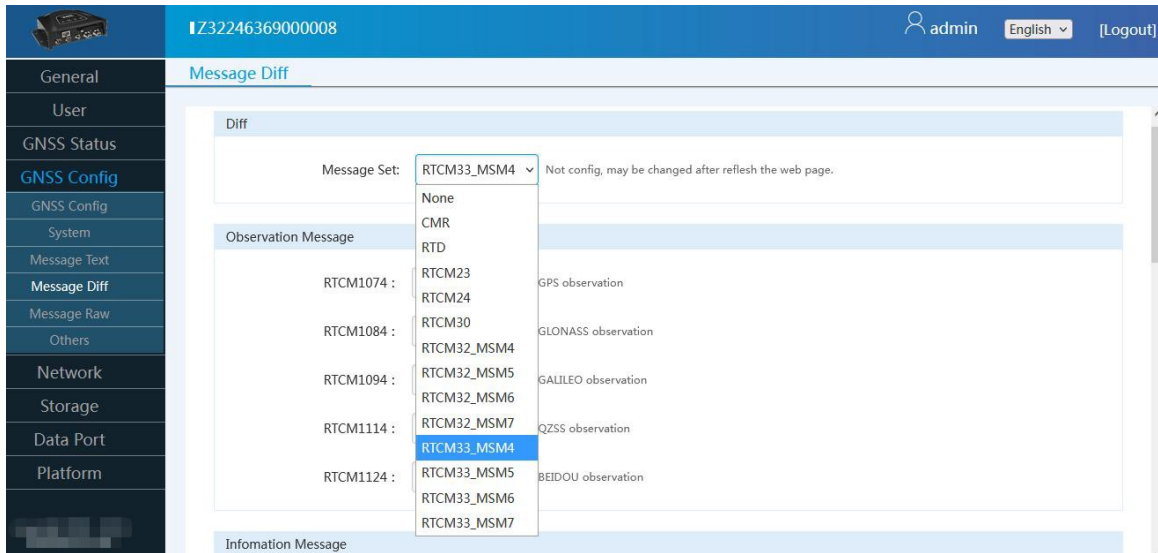 IZ32246369000008
admin
English
[Logout]
General
User
GNSS Status
GNSS Config
GNSS Config
System
Message Text
Message Diff
Message Raw
Others
Network
Storage
Data Port
Platform
Message Diff
Diff
Message Set: RTCM33_MSM4 Not config, may be changed after reflesh the web page.
None
CMR
RTD
RTCM23
RTCM24
RTCM30
RTCM32_MSM4
RTCM32_MSM5
RTCM32_MSM6
RTCM32_MSM7
RTCM33_MSM4
RTCM33_MSM5
RTCM33_MSM6
RTCM33_MSM7
Observation Message
RTCM1074 : GPS observation
RTCM1084 : GLONASS observation
RTCM1094 : GALILEO observation
RTCM1114 : QZSS observation
RTCM1124 : BEIDOU observation
Infomation Message